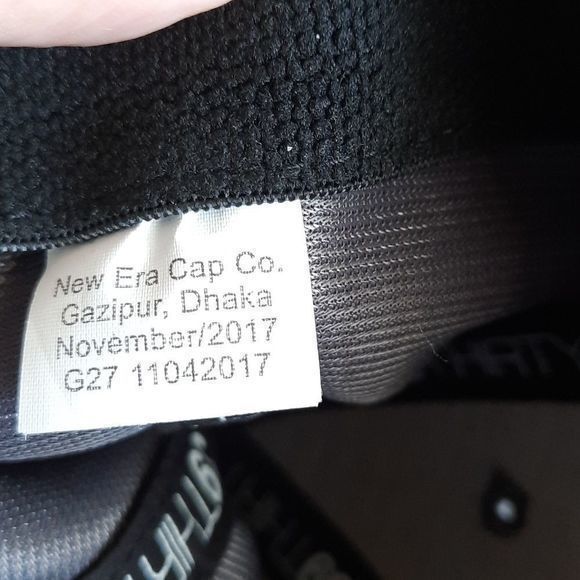 New Era Cap Co.
Gazipur, Dhaka
November/2017
G27 11042017